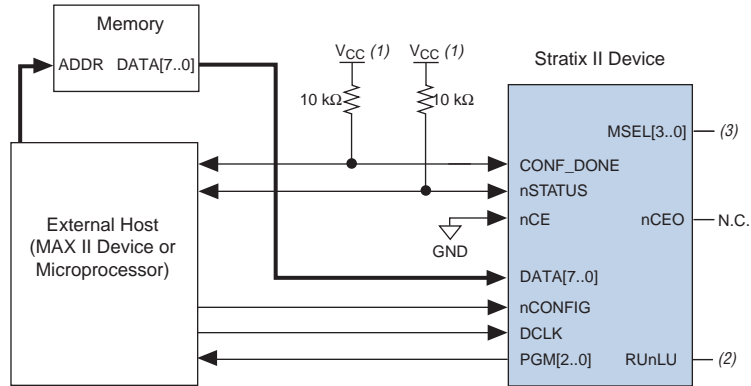 Memory
ADDR DATA[7..0]
VCC (1)
VCC (1)
10 kΩ
10 kΩ
Stratix II Device
MSEL[3..0]
(3)
CONF_DONE
nSTATUS
nCE
nCEO
N.C.
GND
External Host
(MAX II Device or
Microprocessor)
DATA[7..0]
nCONFIG
DCLK
PGM[2..0]
RUnLU
(2)